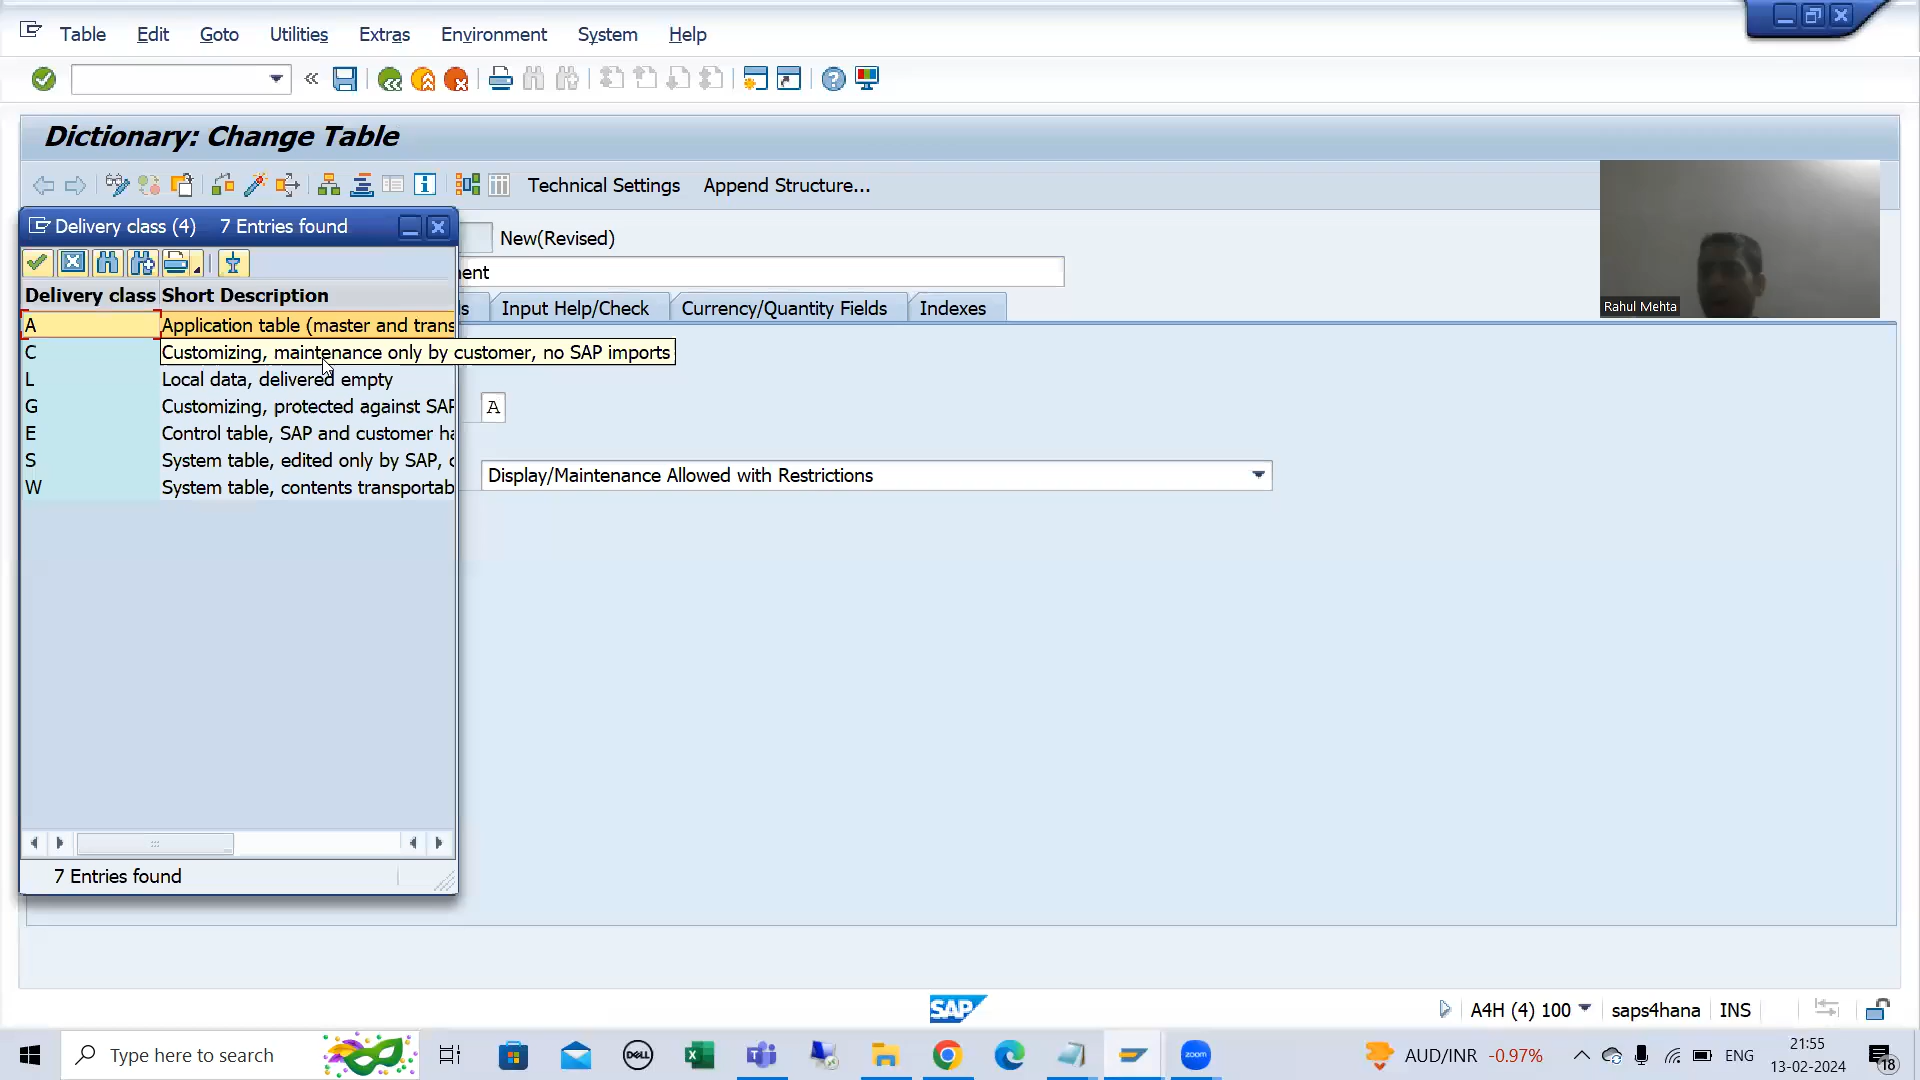 Table Edit Goto Utilities Extras Environment System Help
Dictionary: Change Table
Technical Settings Append Structure...
Delivery class (4) 7 Entries found
New(Revised)
ent
Delivery class Short Description
ls Input Help/Check Currency/Quantity Fields Indexes
Rahul Mehta
A Application table (master and trans
C Customizing, maintenance only by customer, no SAP imports
L Local data, delivered empty
G Customizing, protected against SAP
A
E Control table, SAP and customer ha
S System table, edited only by SAP, c
Display/Maintenance Allowed with Restrictions
W System table, contents transportab
7 Entries found
SAP
A4H (4) 100 saps4hana INS
Type here to search
DELL
zoom
AUD/INR -0.97%
ENG
21:55
13-02-2024
18